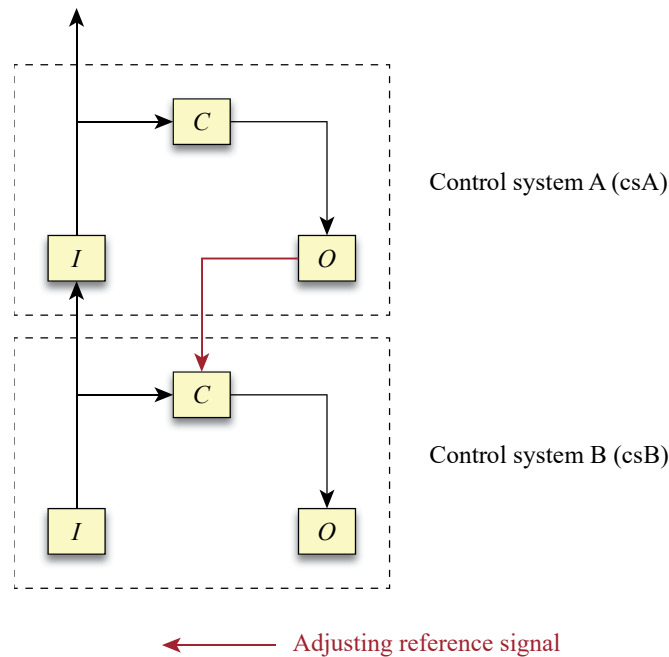 C
Control system A (csA)
I
O
C
Control system B (csB)
I
O
Adjusting reference signal